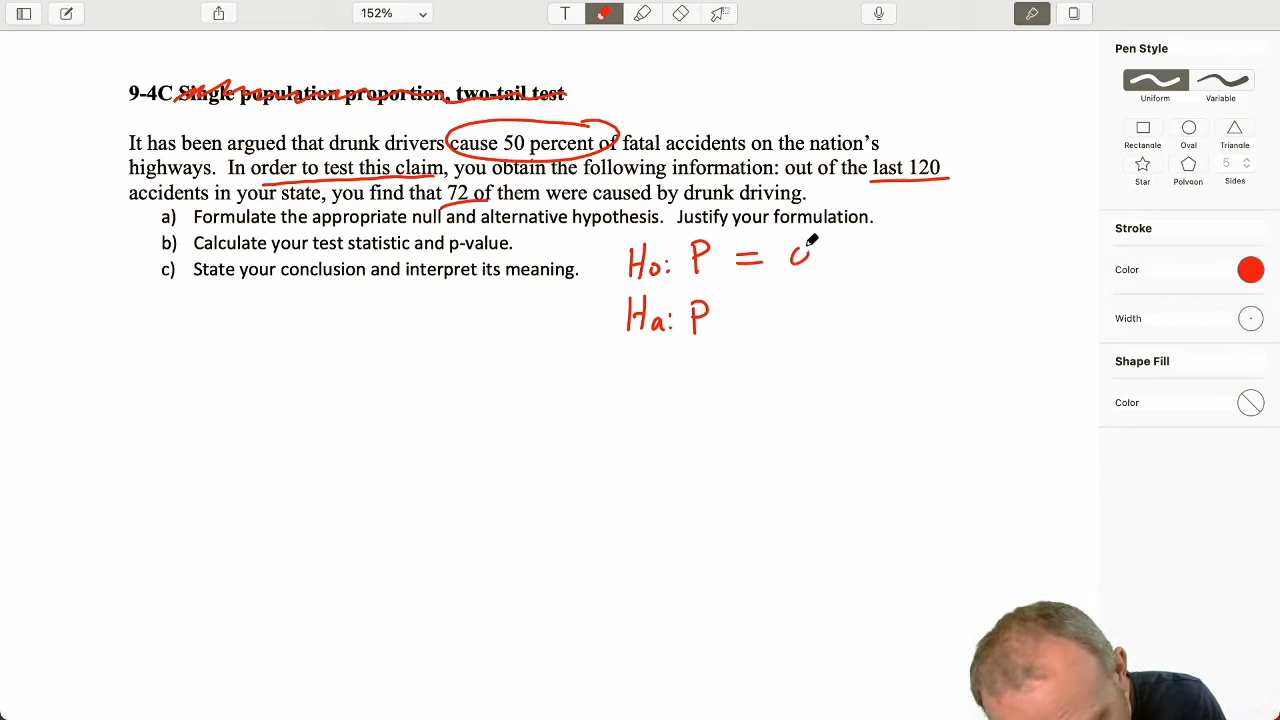 152%
T
9-4C Single population proportion, two-tail test
It has been argued that drunk drivers cause 50 percent of fatal accidents on the nation's
highways. In order to test this claim, you obtain the following information: out of the last 120
accidents in your state, you find that 72 of them were caused by drunk driving.
a) Formulate the appropriate null and alternative hypothesis. Justify your formulation.
b) Calculate your test statistic and p-value.
c) State your conclusion and interpret its meaning.
Ho: P = 0
Ha: P
Pen Style
Uniform Variable
Rectangle Oval Triangle
5
Star Polygon Sides
Stroke
Color
Width
Shape Fill
Color